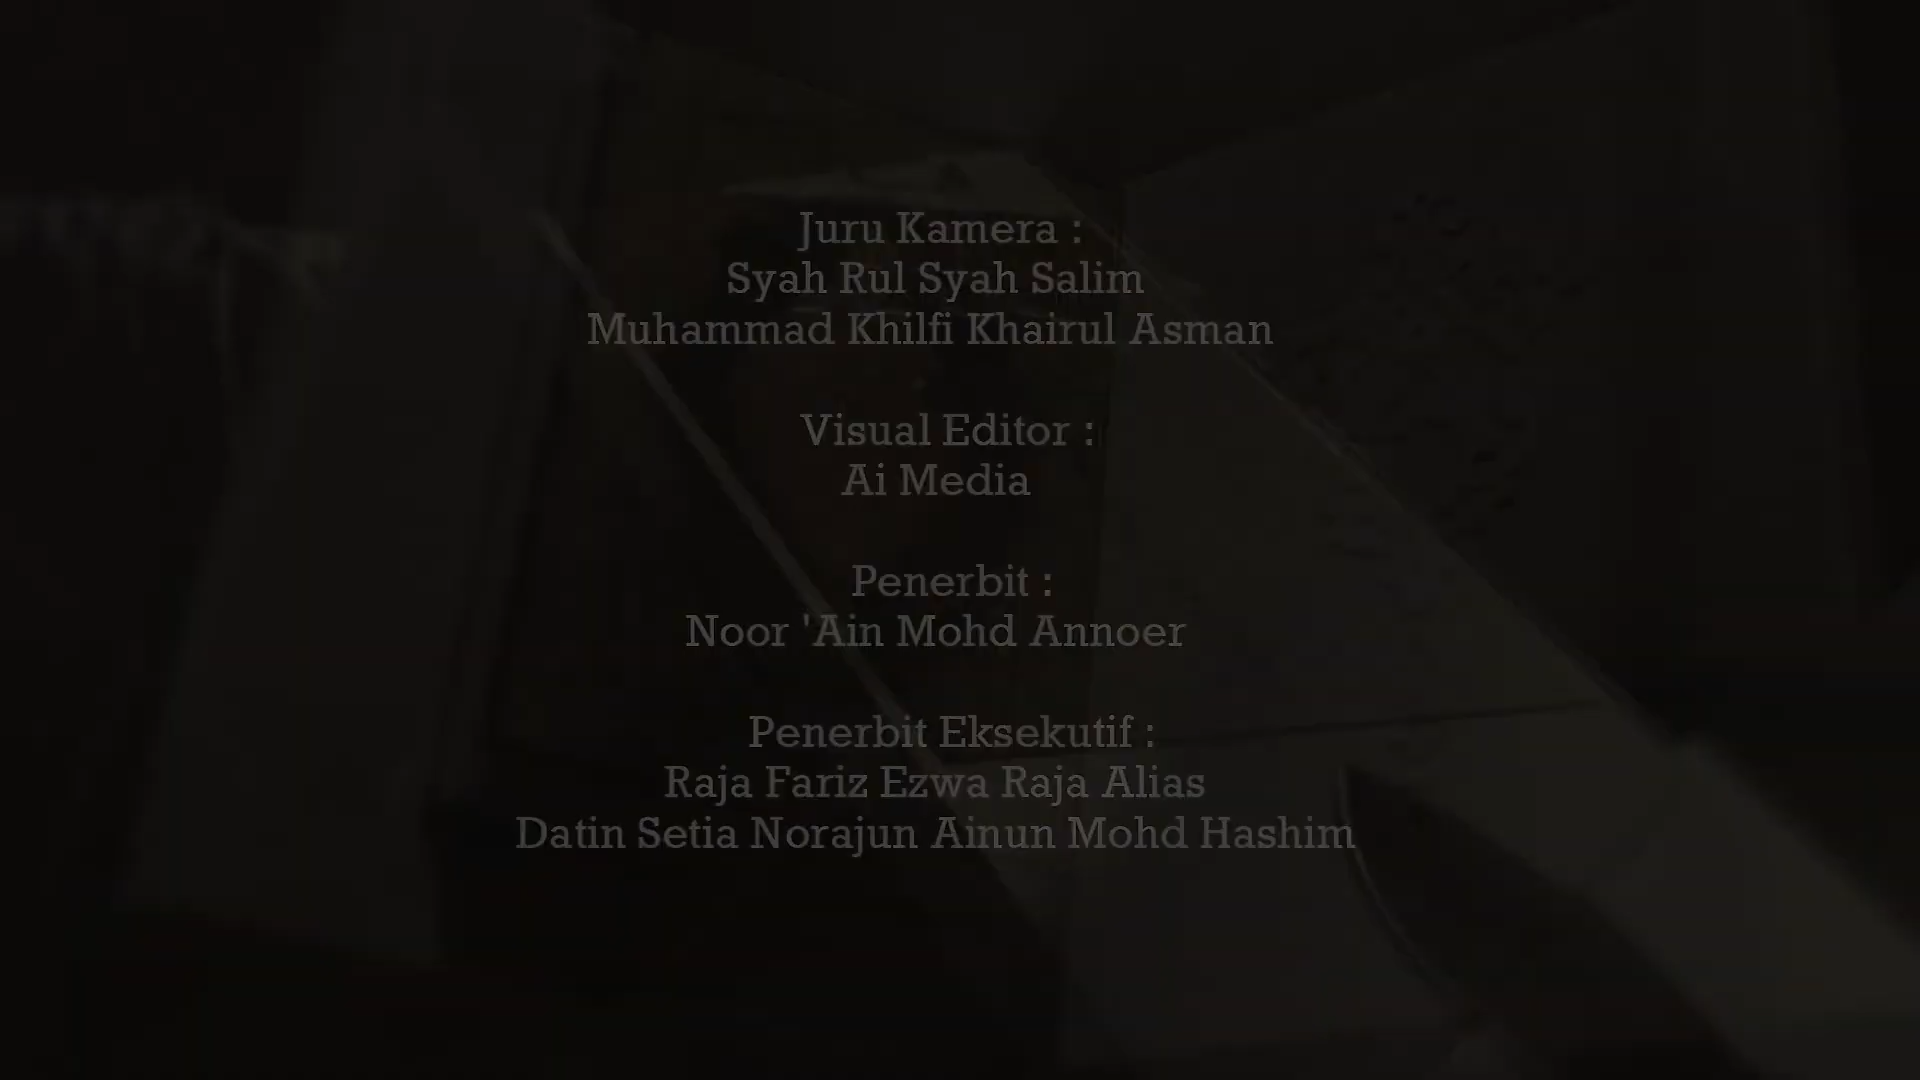 Juru Kamera :
Syah Rul Syah Salim
Muhammad Khilfi Khairul Asman
Visual Editor :
Ai Media
Penerbit :
Noor 'Ain Mohd Annoer
Penerbit Eksekutif :
Raja Fariz Ezwa Raja Alias
Datin Setia Norajun Ainun Mohd Hashim